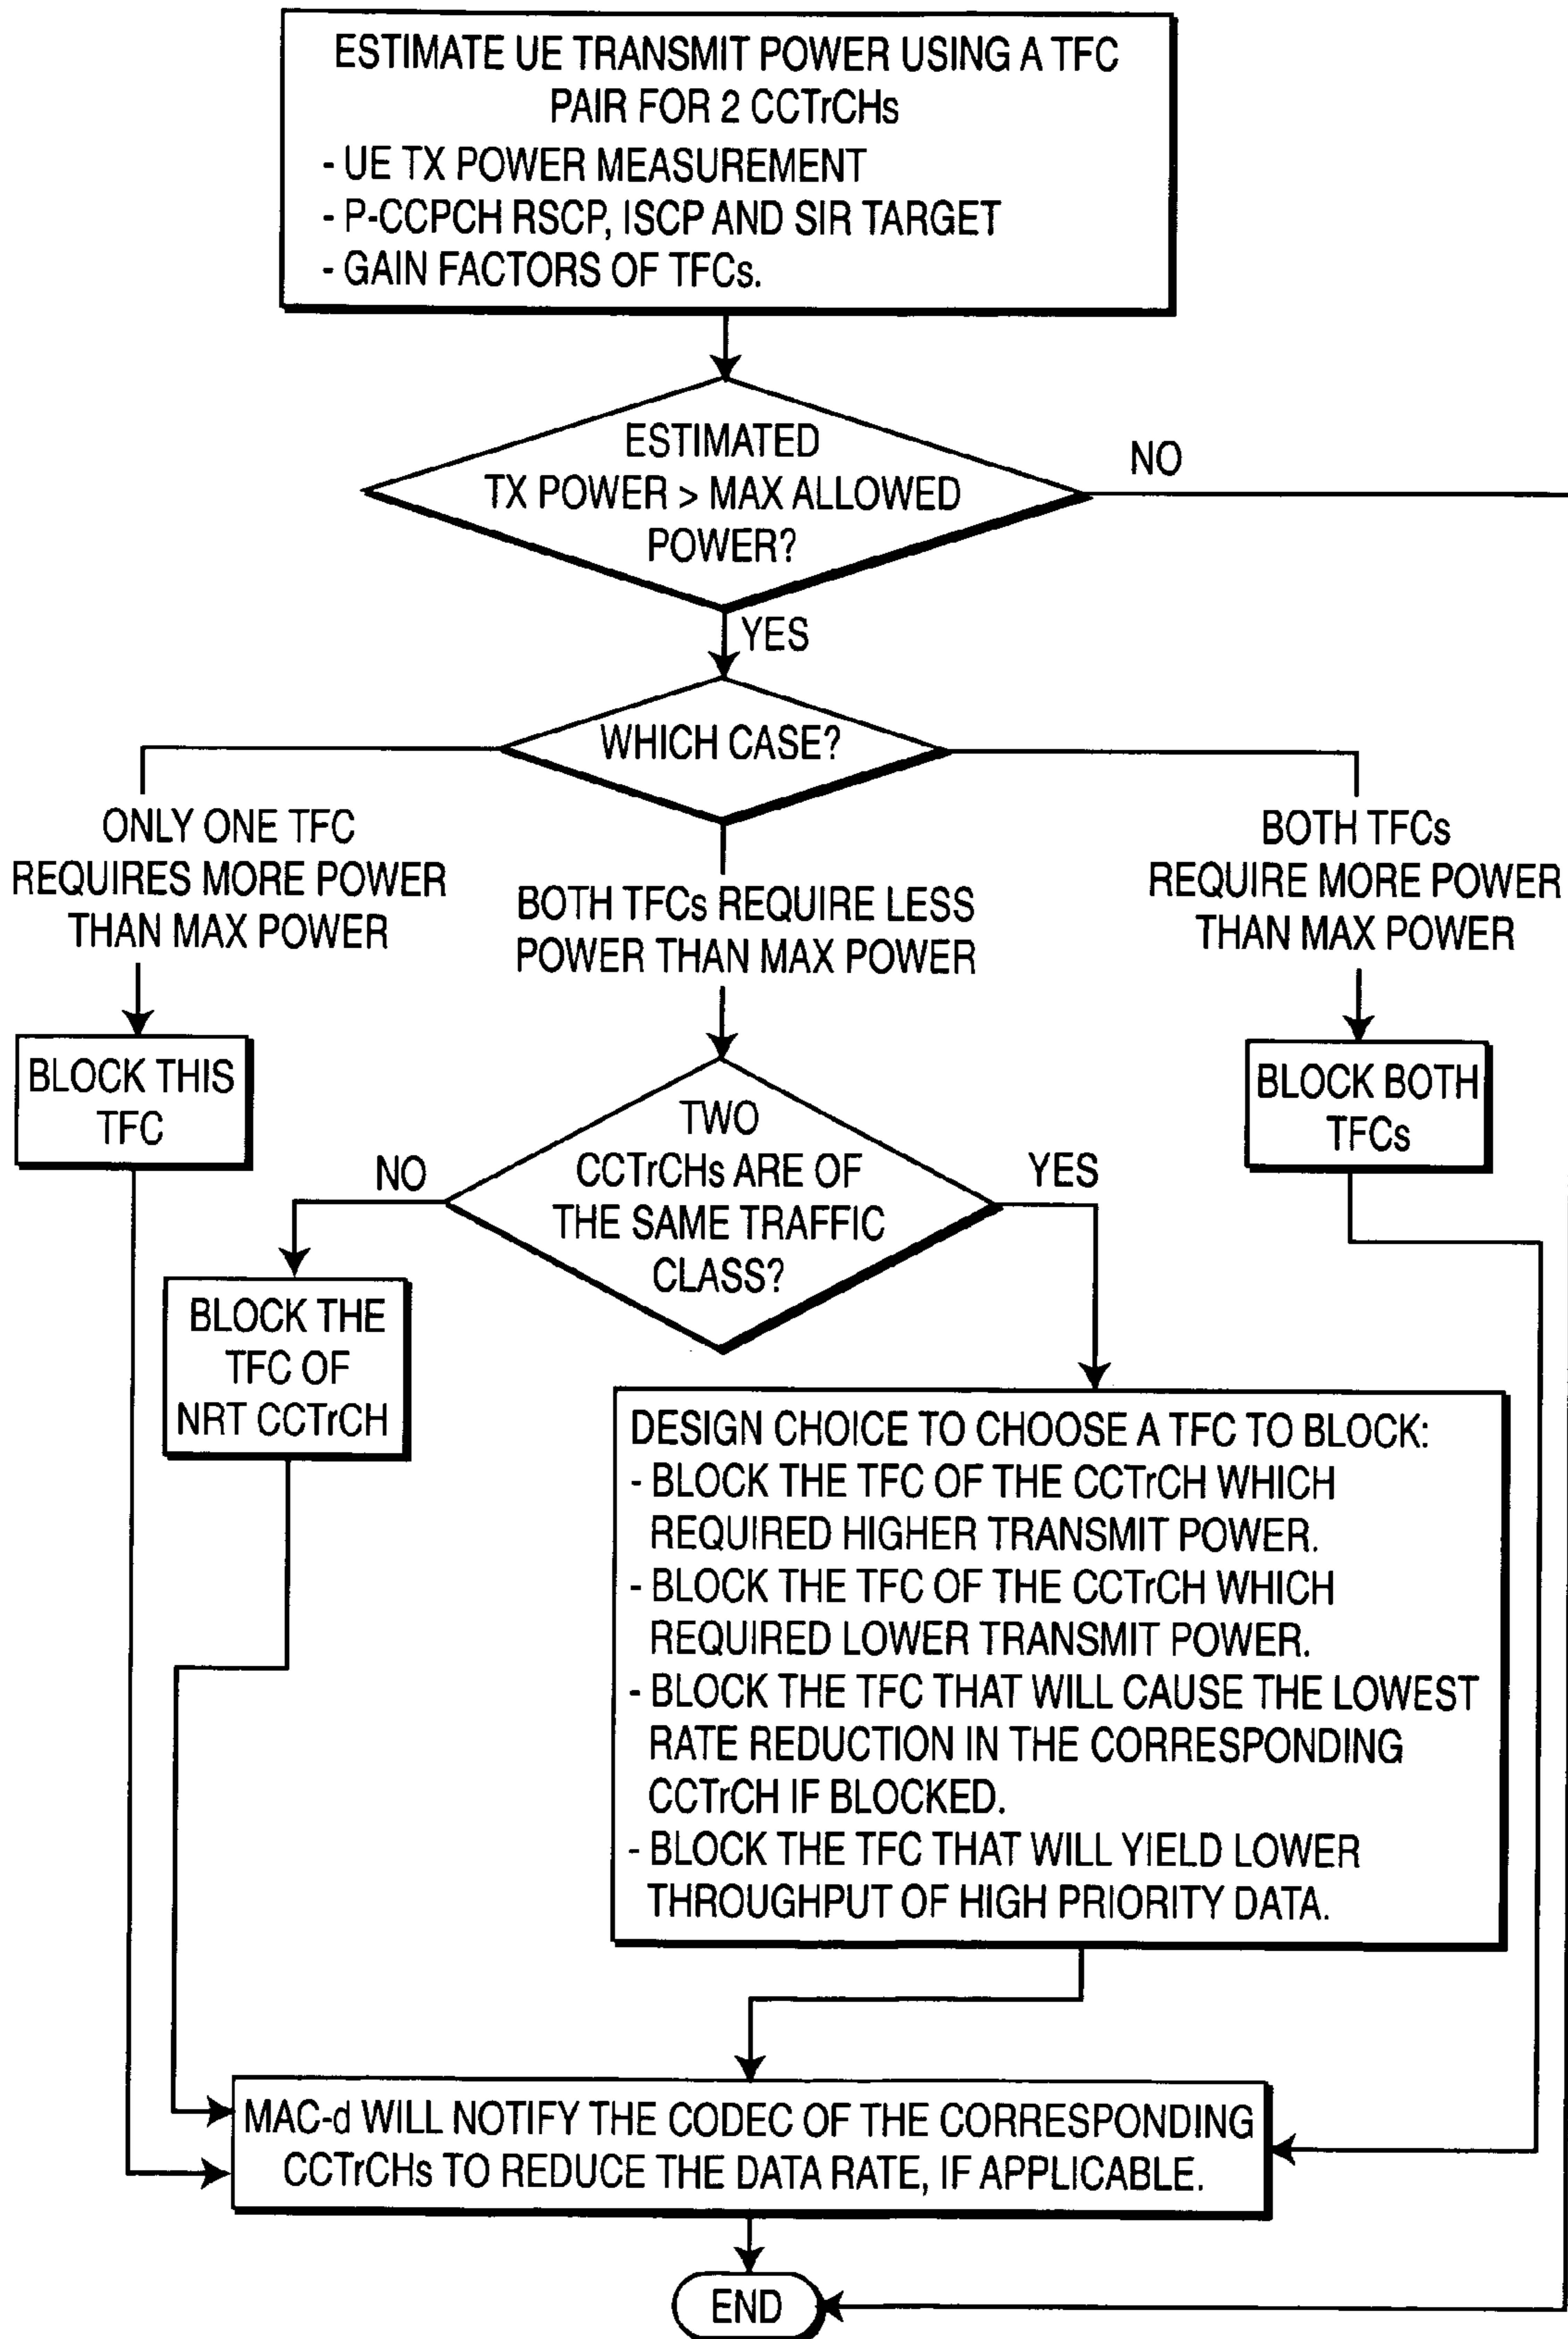 ESTIMATE UE TRANSMIT POWER USING A TFC
PAIR FOR 2 CCTrCHs
- UE TX POWER MEASUREMENT
- P-CCPCH RSCP, ISCP AND SIR TARGET
- GAIN FACTORS OF TFCs.
ESTIMATED
TX POWER > MAX ALLOWED
POWER?
NO
YES
WHICH CASE?
ONLY ONE TFC
REQUIRES MORE POWER
THAN MAX POWER
BOTH TFCs REQUIRE LESS
POWER THAN MAX POWER
BOTH TFCs
REQUIRE MORE POWER
THAN MAX POWER
BLOCK THIS
TFC
TWO
CCTrCHs ARE OF
THE SAME TRAFFIC
CLASS?
BLOCK BOTH
TFCs
NO
YES
BLOCK THE
TFC OF
NRT CCTrCH
DESIGN CHOICE TO CHOOSE A TFC TO BLOCK:
- BLOCK THE TFC OF THE CCTrCH WHICH
REQUIRED HIGHER TRANSMIT POWER.
- BLOCK THE TFC OF THE CCTrCH WHICH
REQUIRED LOWER TRANSMIT POWER.
- BLOCK THE TFC THAT WILL CAUSE THE LOWEST
RATE REDUCTION IN THE CORRESPONDING
CCTrCH IF BLOCKED.
- BLOCK THE TFC THAT WILL YIELD LOWER
THROUGHPUT OF HIGH PRIORITY DATA.
MAC-d WILL NOTIFY THE CODEC OF THE CORRESPONDING
CCTrCHs TO REDUCE THE DATA RATE, IF APPLICABLE.
END